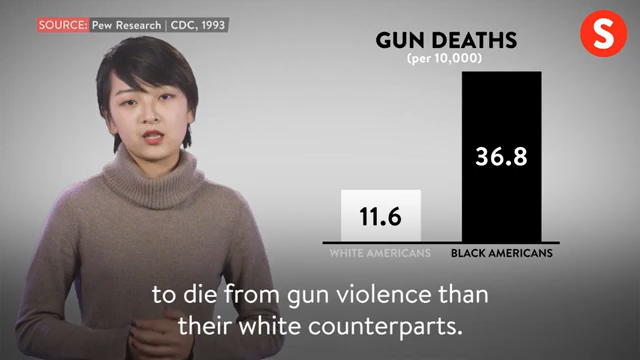 SOURCE: Pew Research | CDC, 1993
S
GUN DEATHS
(per 10,000)
36.8
11.6
WHITE AMERICANS
BLACK AMERICANS
to die from gun violence than
their white counterparts.